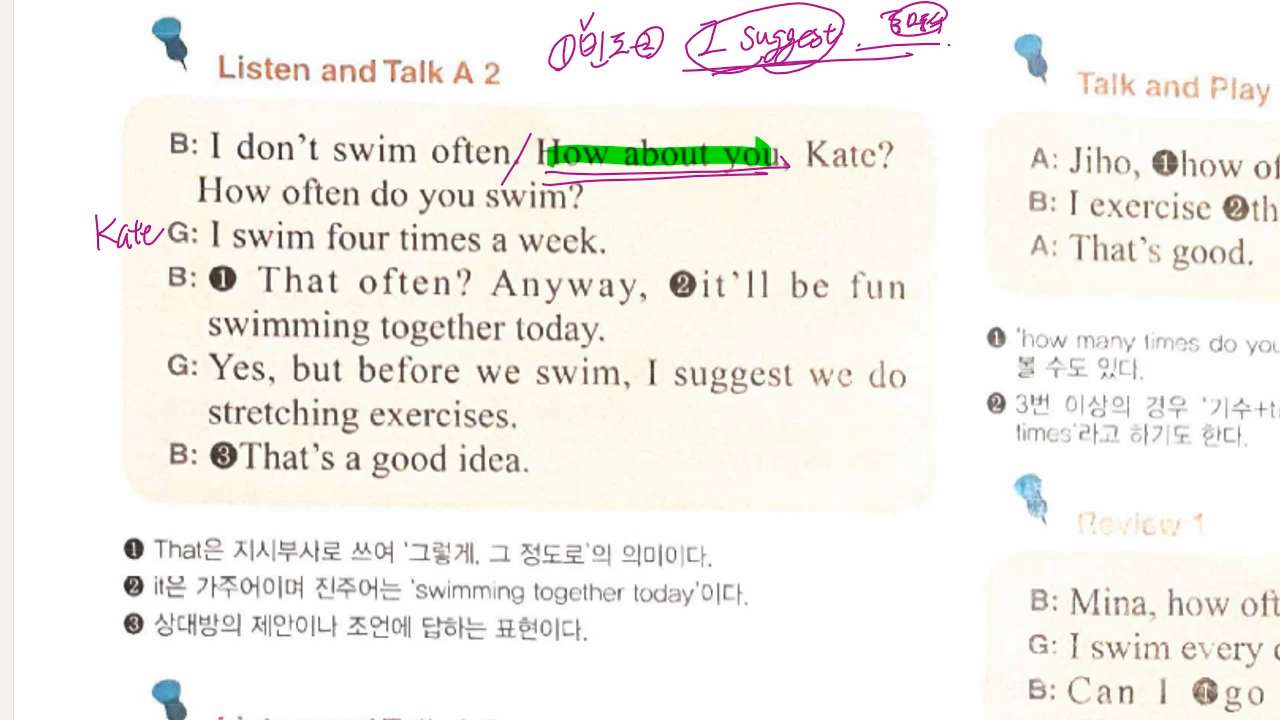 ①빈도 ② I suggest 동명사
Listen and Talk A 2
B: I don't swim often. How about you, Kate?
How often do you swim?
Kate G: I swim four times a week.
B: ❶ That often? Anyway, ❷it'll be fun
swimming together today.
G: Yes, but before we swim, I suggest we do
stretching exercises.
B: ❸That's a good idea.
❶ That은 지시부사로 쓰여 '그렇게, 그 정도로'의 의미이다.
❷ it은 가주어이며 진주어는 'swimming together today'이다.
❸ 상대방의 제안이나 조언에 답하는 표현이다.
Talk and Play
A: Jiho, ❶how of
B: I exercise ❷th
A: That's good.
❶ 'how many times do you
볼 수도 있다.
❷ 3번 이상의 경우 '기수+ti
times'라고 하기도 한다.
Review 1
B: Mina, how oft
G: I swim every
B: Can I ❶go